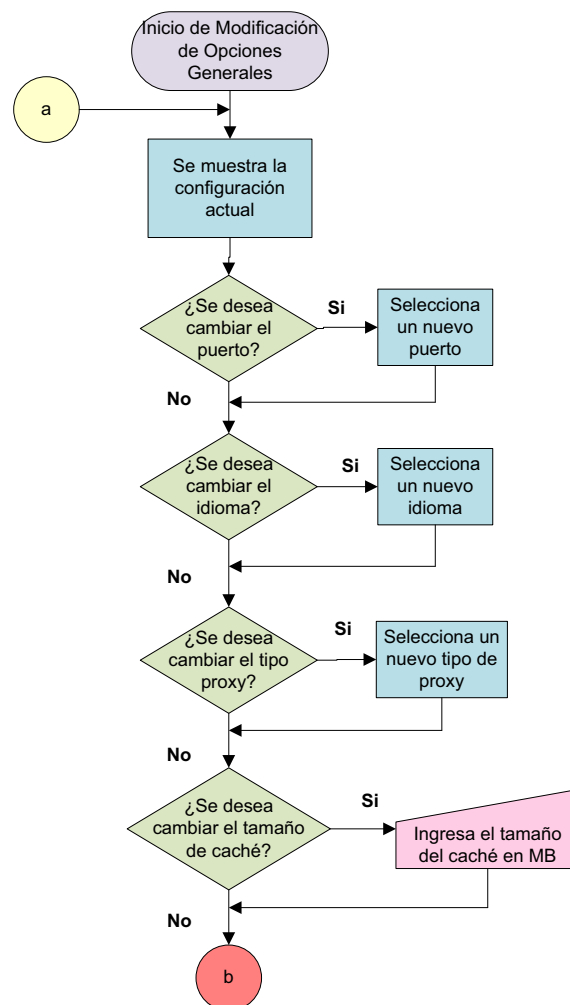 Inicio de Modificación
de Opciones
Generales
a
Se muestra la
configuración
actual
¿Se desea
cambiar el
puerto?
Si
Selecciona
un nuevo
puerto
No
¿Se desea
cambiar el
idioma?
Si
Selecciona
un nuevo
idioma
No
¿Se desea
cambiar el tipo
proxy?
Si
Selecciona un
nuevo tipo de
proxy
No
¿Se desea
cambiar el tamaño
de caché?
Si
Ingresa el tamaño
del caché en MB
No
b